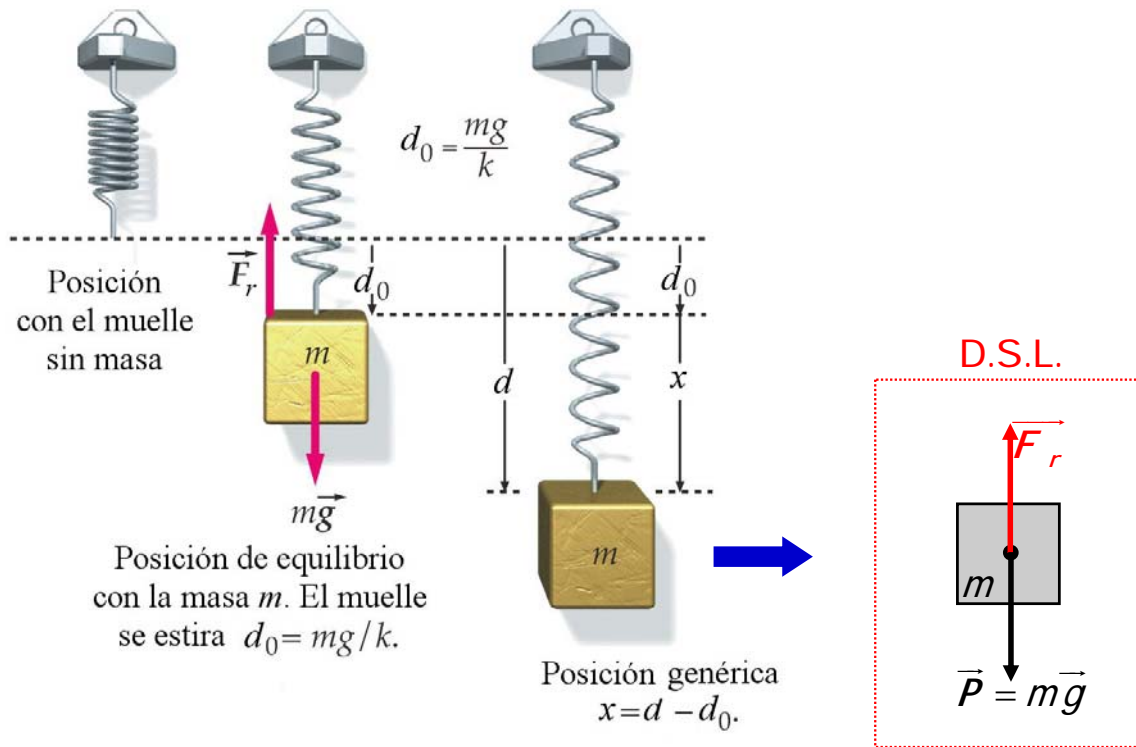 d₀ = mg/k
F⃗ᵣ
d₀
d₀
Posición
con el muelle
sin masa
m
d
x
mg⃗
Posición de equilibrio
con la masa m. El muelle
se estira d₀ = mg/k.
m
Posición genérica
x = d − d₀.
D.S.L.
F⃗ᵣ
m
P⃗ = mg⃗